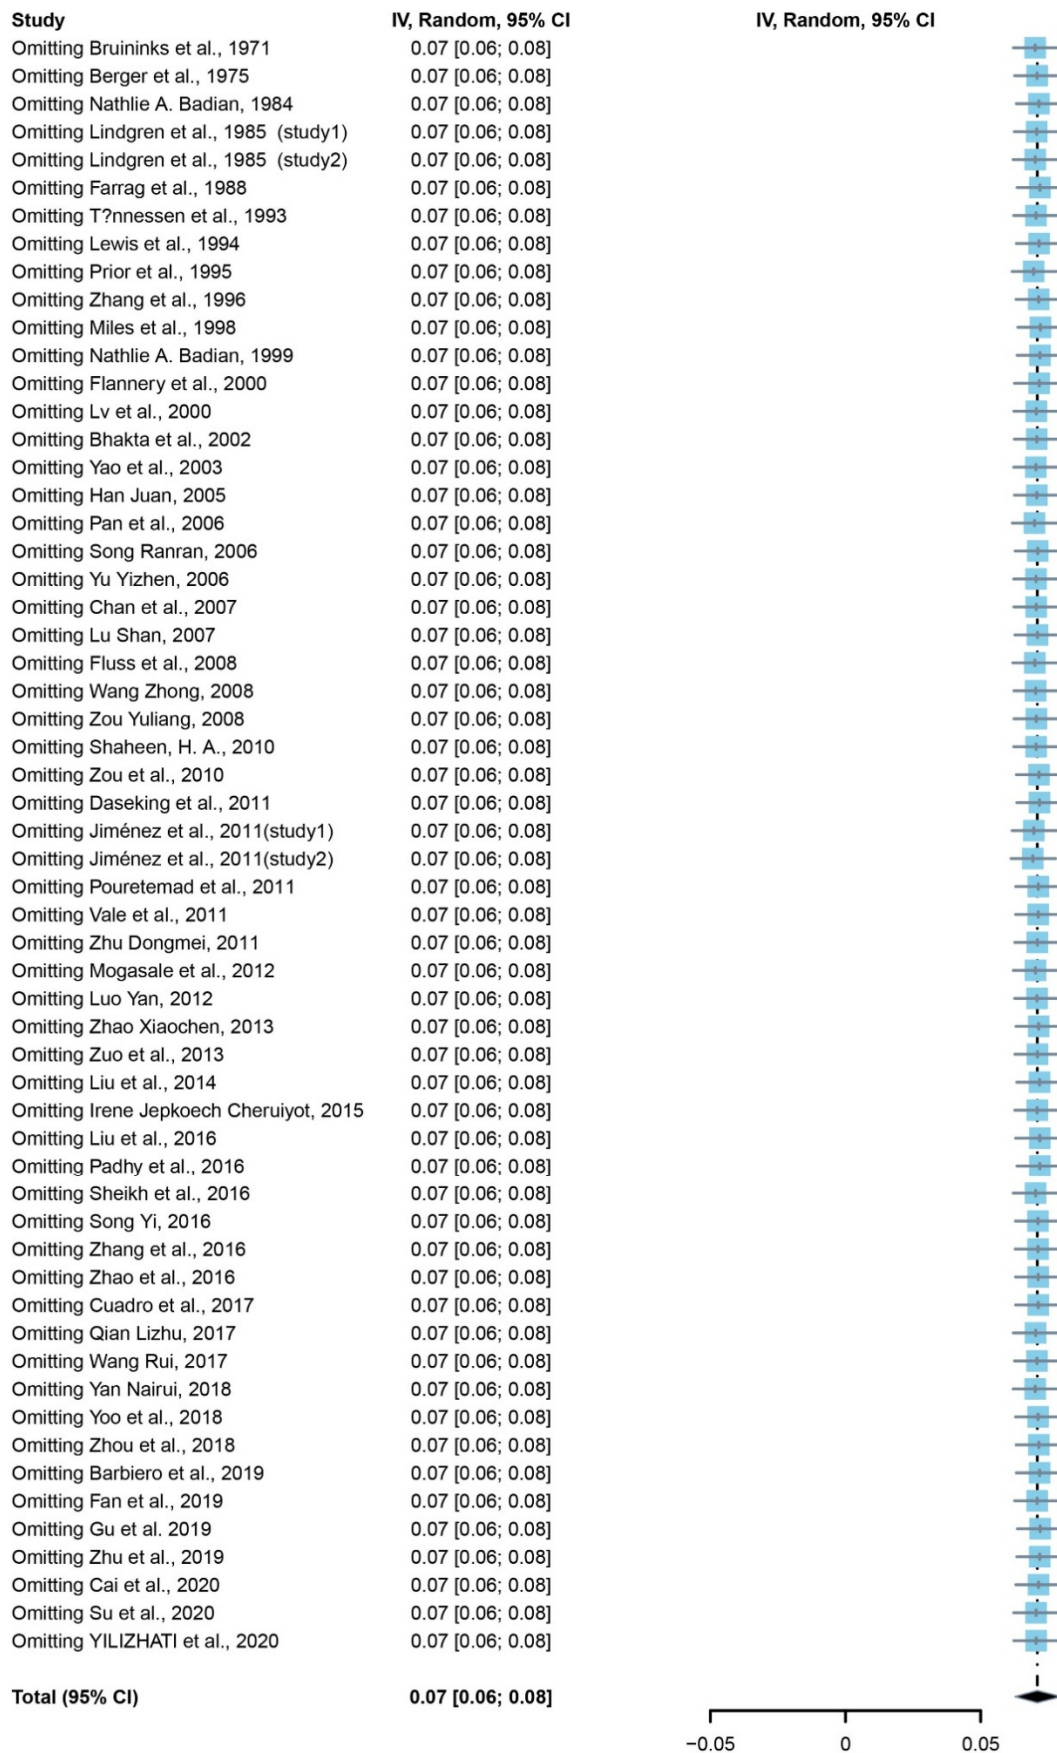 Study IV, Random, 95% CI IV, Random, 95% CI
Omitting Bruininks et al., 1971 0.07 [0.06; 0.08]
Omitting Berger et al., 1975 0.07 [0.06; 0.08]
Omitting Nathlie A. Badian, 1984 0.07 [0.06; 0.08]
Omitting Lindgren et al., 1985 (study1) 0.07 [0.06; 0.08]
Omitting Lindgren et al., 1985 (study2) 0.07 [0.06; 0.08]
Omitting Farrag et al., 1988 0.07 [0.06; 0.08]
Omitting T?nnessen et al., 1993 0.07 [0.06; 0.08]
Omitting Lewis et al., 1994 0.07 [0.06; 0.08]
Omitting Prior et al., 1995 0.07 [0.06; 0.08]
Omitting Zhang et al., 1996 0.07 [0.06; 0.08]
Omitting Miles et al., 1998 0.07 [0.06; 0.08]
Omitting Nathlie A. Badian, 1999 0.07 [0.06; 0.08]
Omitting Flannery et al., 2000 0.07 [0.06; 0.08]
Omitting Lv et al., 2000 0.07 [0.06; 0.08]
Omitting Bhakta et al., 2002 0.07 [0.06; 0.08]
Omitting Yao et al., 2003 0.07 [0.06; 0.08]
Omitting Han Juan, 2005 0.07 [0.06; 0.08]
Omitting Pan et al., 2006 0.07 [0.06; 0.08]
Omitting Song Ranran, 2006 0.07 [0.06; 0.08]
Omitting Yu Yizhen, 2006 0.07 [0.06; 0.08]
Omitting Chan et al., 2007 0.07 [0.06; 0.08]
Omitting Lu Shan, 2007 0.07 [0.06; 0.08]
Omitting Fluss et al., 2008 0.07 [0.06; 0.08]
Omitting Wang Zhong, 2008 0.07 [0.06; 0.08]
Omitting Zou Yuliang, 2008 0.07 [0.06; 0.08]
Omitting Shaheen, H. A., 2010 0.07 [0.06; 0.08]
Omitting Zou et al., 2010 0.07 [0.06; 0.08]
Omitting Daseking et al., 2011 0.07 [0.06; 0.08]
Omitting Jiménez et al., 2011(study1) 0.07 [0.06; 0.08]
Omitting Jiménez et al., 2011(study2) 0.07 [0.06; 0.08]
Omitting Pouretemad et al., 2011 0.07 [0.06; 0.08]
Omitting Vale et al., 2011 0.07 [0.06; 0.08]
Omitting Zhu Dongmei, 2011 0.07 [0.06; 0.08]
Omitting Mogasale et al., 2012 0.07 [0.06; 0.08]
Omitting Luo Yan, 2012 0.07 [0.06; 0.08]
Omitting Zhao Xiaochen, 2013 0.07 [0.06; 0.08]
Omitting Zuo et al., 2013 0.07 [0.06; 0.08]
Omitting Liu et al., 2014 0.07 [0.06; 0.08]
Omitting Irene Jepkoech Cheruiyot, 2015 0.07 [0.06; 0.08]
Omitting Liu et al., 2016 0.07 [0.06; 0.08]
Omitting Padhy et al., 2016 0.07 [0.06; 0.08]
Omitting Sheikh et al., 2016 0.07 [0.06; 0.08]
Omitting Song Yi, 2016 0.07 [0.06; 0.08]
Omitting Zhang et al., 2016 0.07 [0.06; 0.08]
Omitting Zhao et al., 2016 0.07 [0.06; 0.08]
Omitting Cuadro et al., 2017 0.07 [0.06; 0.08]
Omitting Qian Lizhu, 2017 0.07 [0.06; 0.08]
Omitting Wang Rui, 2017 0.07 [0.06; 0.08]
Omitting Yan Nairui, 2018 0.07 [0.06; 0.08]
Omitting Yoo et al., 2018 0.07 [0.06; 0.08]
Omitting Zhou et al., 2018 0.07 [0.06; 0.08]
Omitting Barbiero et al., 2019 0.07 [0.06; 0.08]
Omitting Fan et al., 2019 0.07 [0.06; 0.08]
Omitting Gu et al. 2019 0.07 [0.06; 0.08]
Omitting Zhu et al., 2019 0.07 [0.06; 0.08]
Omitting Cai et al., 2020 0.07 [0.06; 0.08]
Omitting Su et al., 2020 0.07 [0.06; 0.08]
Omitting YILIZHATI et al., 2020 0.07 [0.06; 0.08]
Total (95% CI) 0.07 [0.06; 0.08]
−0.05 0 0.05